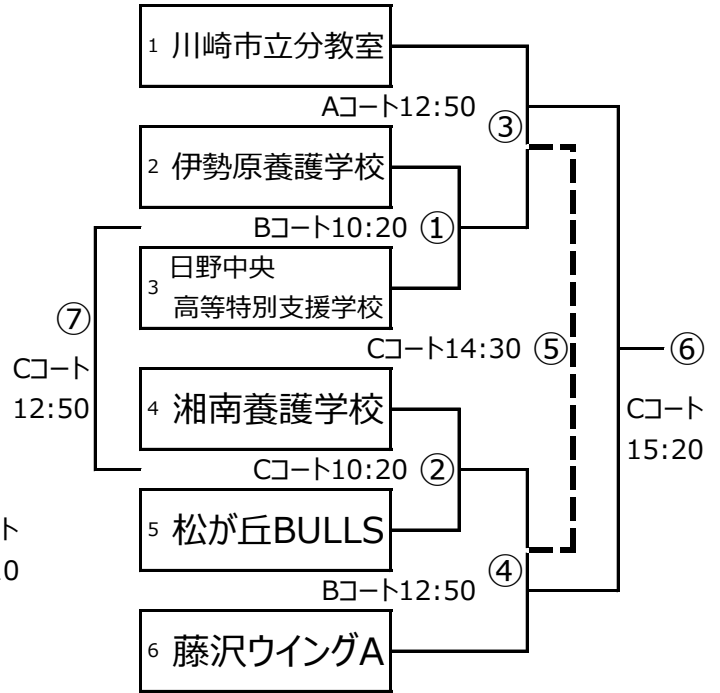 1 川崎市立分教室
Aコート12:50 ③
2 伊勢原養護学校
Bコート10:20 ①
3 日野中央
高等特別支援学校
⑦
Cコート
12:50
Cコート14:30 ⑤
⑥
Cコート
15:20
4 湘南養護学校
Cコート10:20 ②
5 松が丘BULLS
ト
0
Bコート12:50 ④
6 藤沢ウイングA